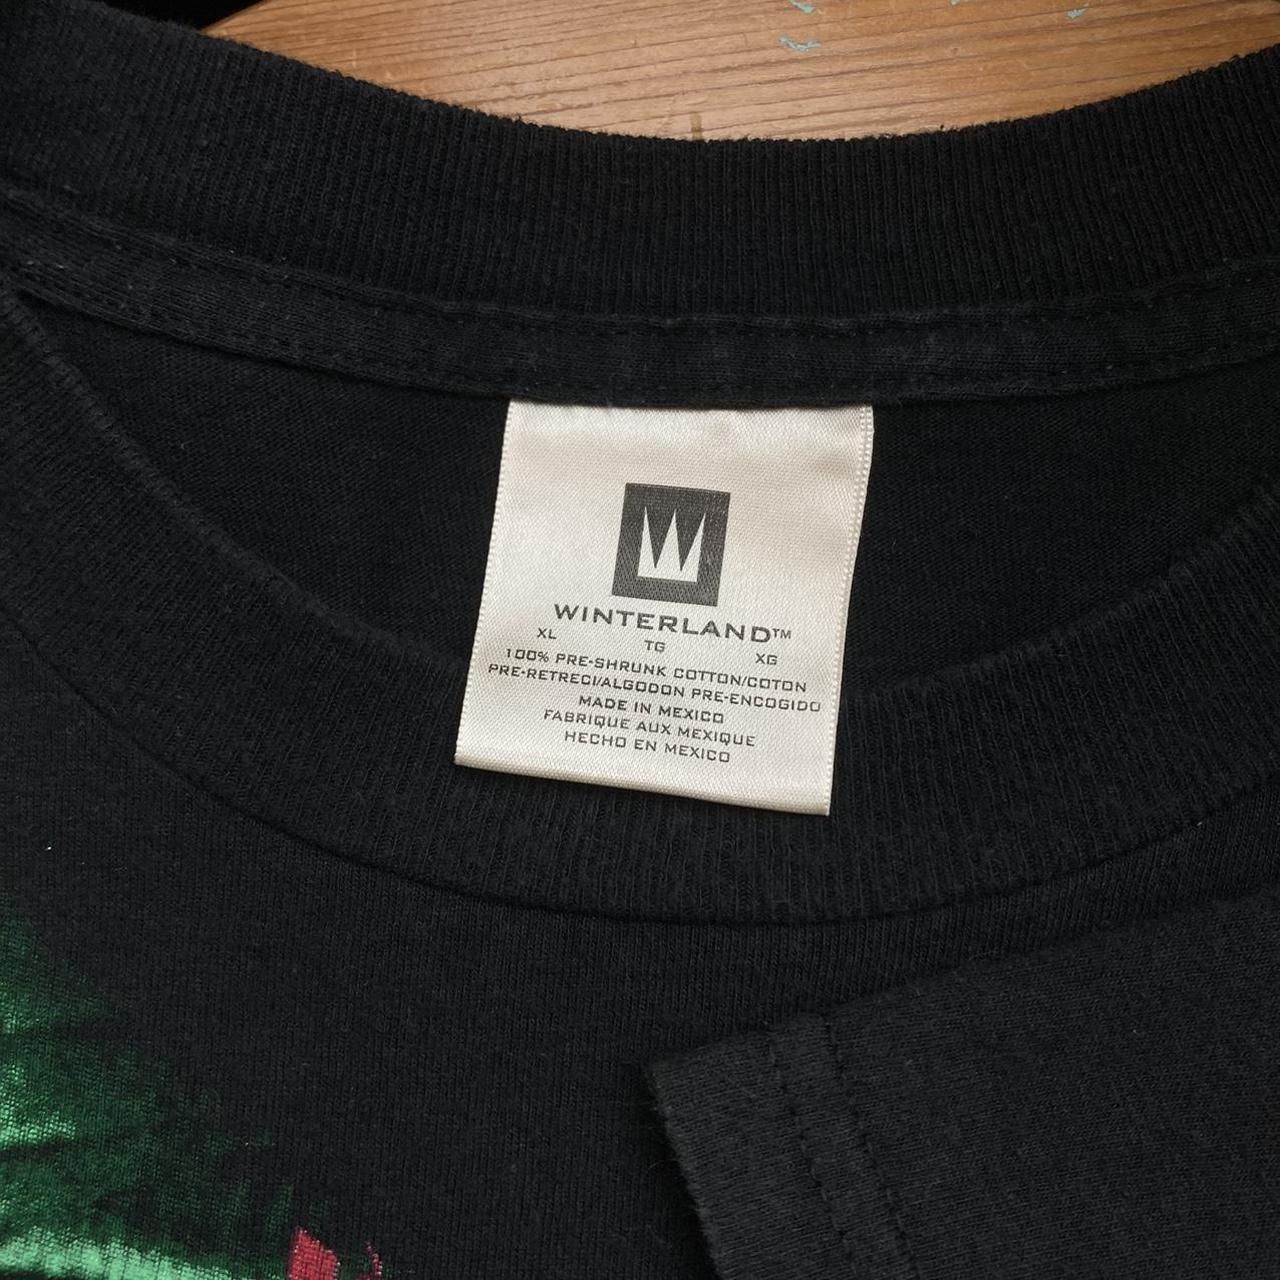 W
WINTERLAND™
XL TG XG
100% PRE-SHRUNK COTTON/COTON
PRE-RETRECI/ALGODON PRE-ENCOGIDO
MADE IN MEXICO
FABRIQUE AUX MEXIQUE
HECHO EN MEXICO